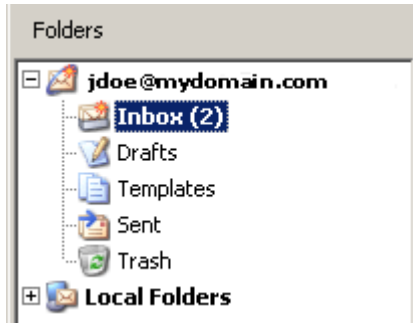 Folders
jdoe@mydomain.com
Inbox (2)
Drafts
Templates
Sent
Trash
Local Folders